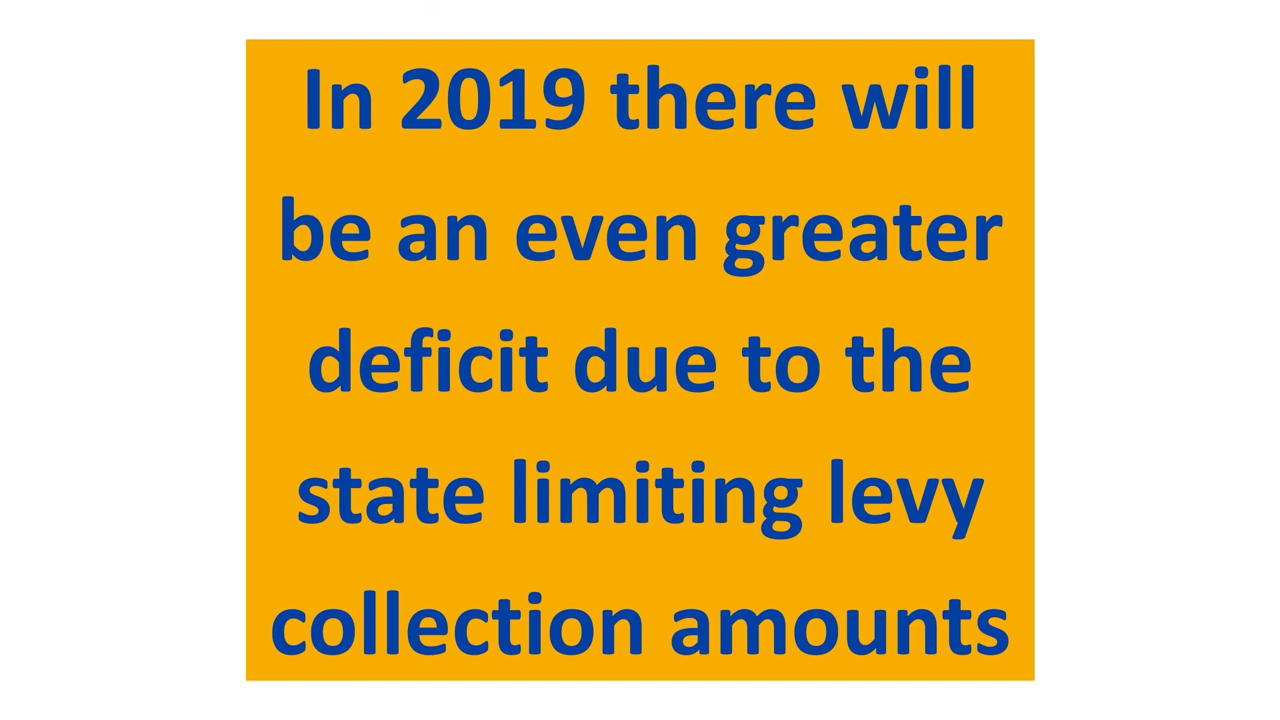 In 2019 there will
be an even greater
deficit due to the
state limiting levy
collection amounts